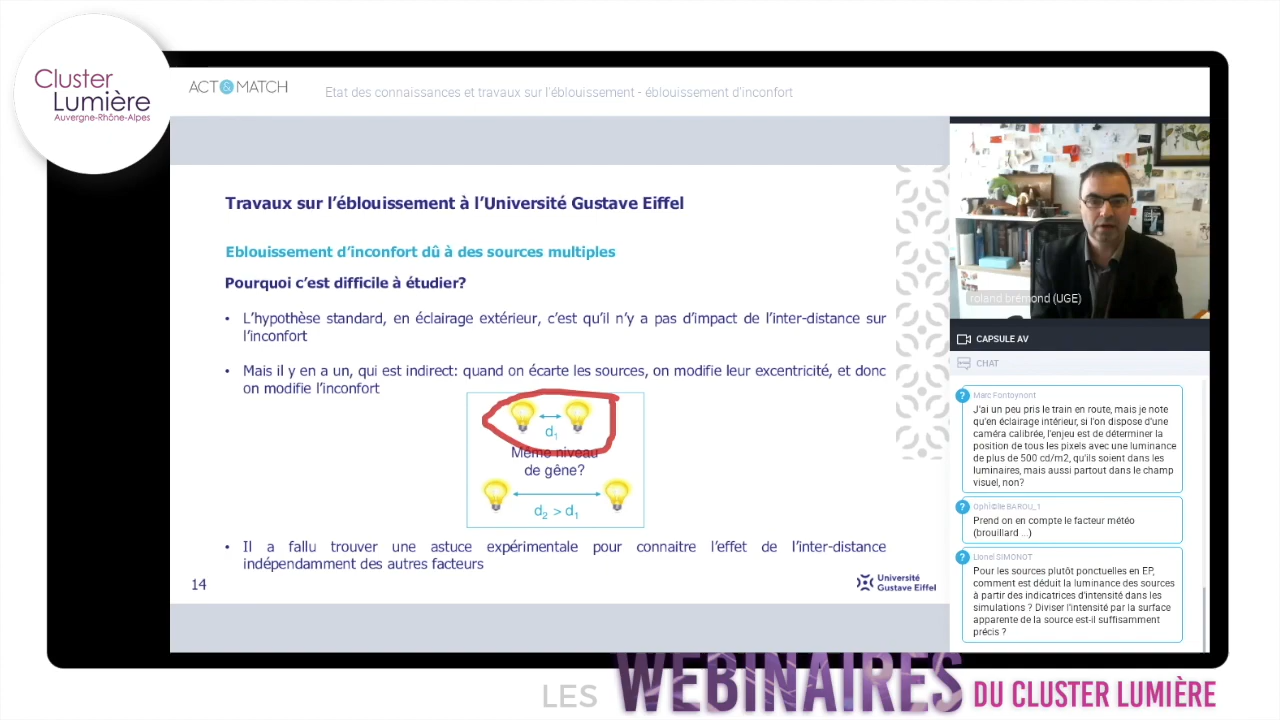 Cluster
Lumière
Auvergne-Rhône-Alpes
ACT & MATCH
Etat des connaissances et travaux sur l'éblouissement - éblouissement d'inconfort
Travaux sur l'éblouissement à l'Université Gustave Eiffel
Eblouissement d'inconfort dû à des sources multiples
Pourquoi c'est difficile à étudier?
• L'hypothèse standard, en éclairage extérieur, c'est qu'il n'y a pas d'impact de l'inter-distance sur
l'inconfort
• Mais il y en a un, qui est indirect: quand on écarte les sources, on modifie leur excentricité, et donc
on modifie l'inconfort
d1
Même niveau
de gêne?
d2 > d1
• Il a fallu trouver une astuce expérimentale pour connaitre l'effet de l'inter-distance
indépendamment des autres facteurs
14
Université
Gustave Eiffel
roland brémond (UGE)
CAPSULE AV
CHAT
? Marc Fontoynont
J'ai un peu pris le train en route, mais je note
qu'en éclairage intérieur, si l'on dispose d'une
caméra calibrée, l'enjeu est de déterminer la
position de tous les pixels avec une luminance
de plus de 500 cd/m2, qu'ils soient dans les
luminaires, mais aussi partout dans le champ
visuel, non?
? Ophi©lie BAROU_1
Prend on en compte le facteur météo
(brouillard ...)
? Lionel SIMONOT
Pour les sources plutôt ponctuelles en EP,
comment est déduit la luminance des sources
à partir des indicatrices d'intensité dans les
simulations ? Diviser l'intensité par la surface
apparente de la source est-il suffisamment
précis ?
LES WEBINAIRES DU CLUSTER LUMIÈRE